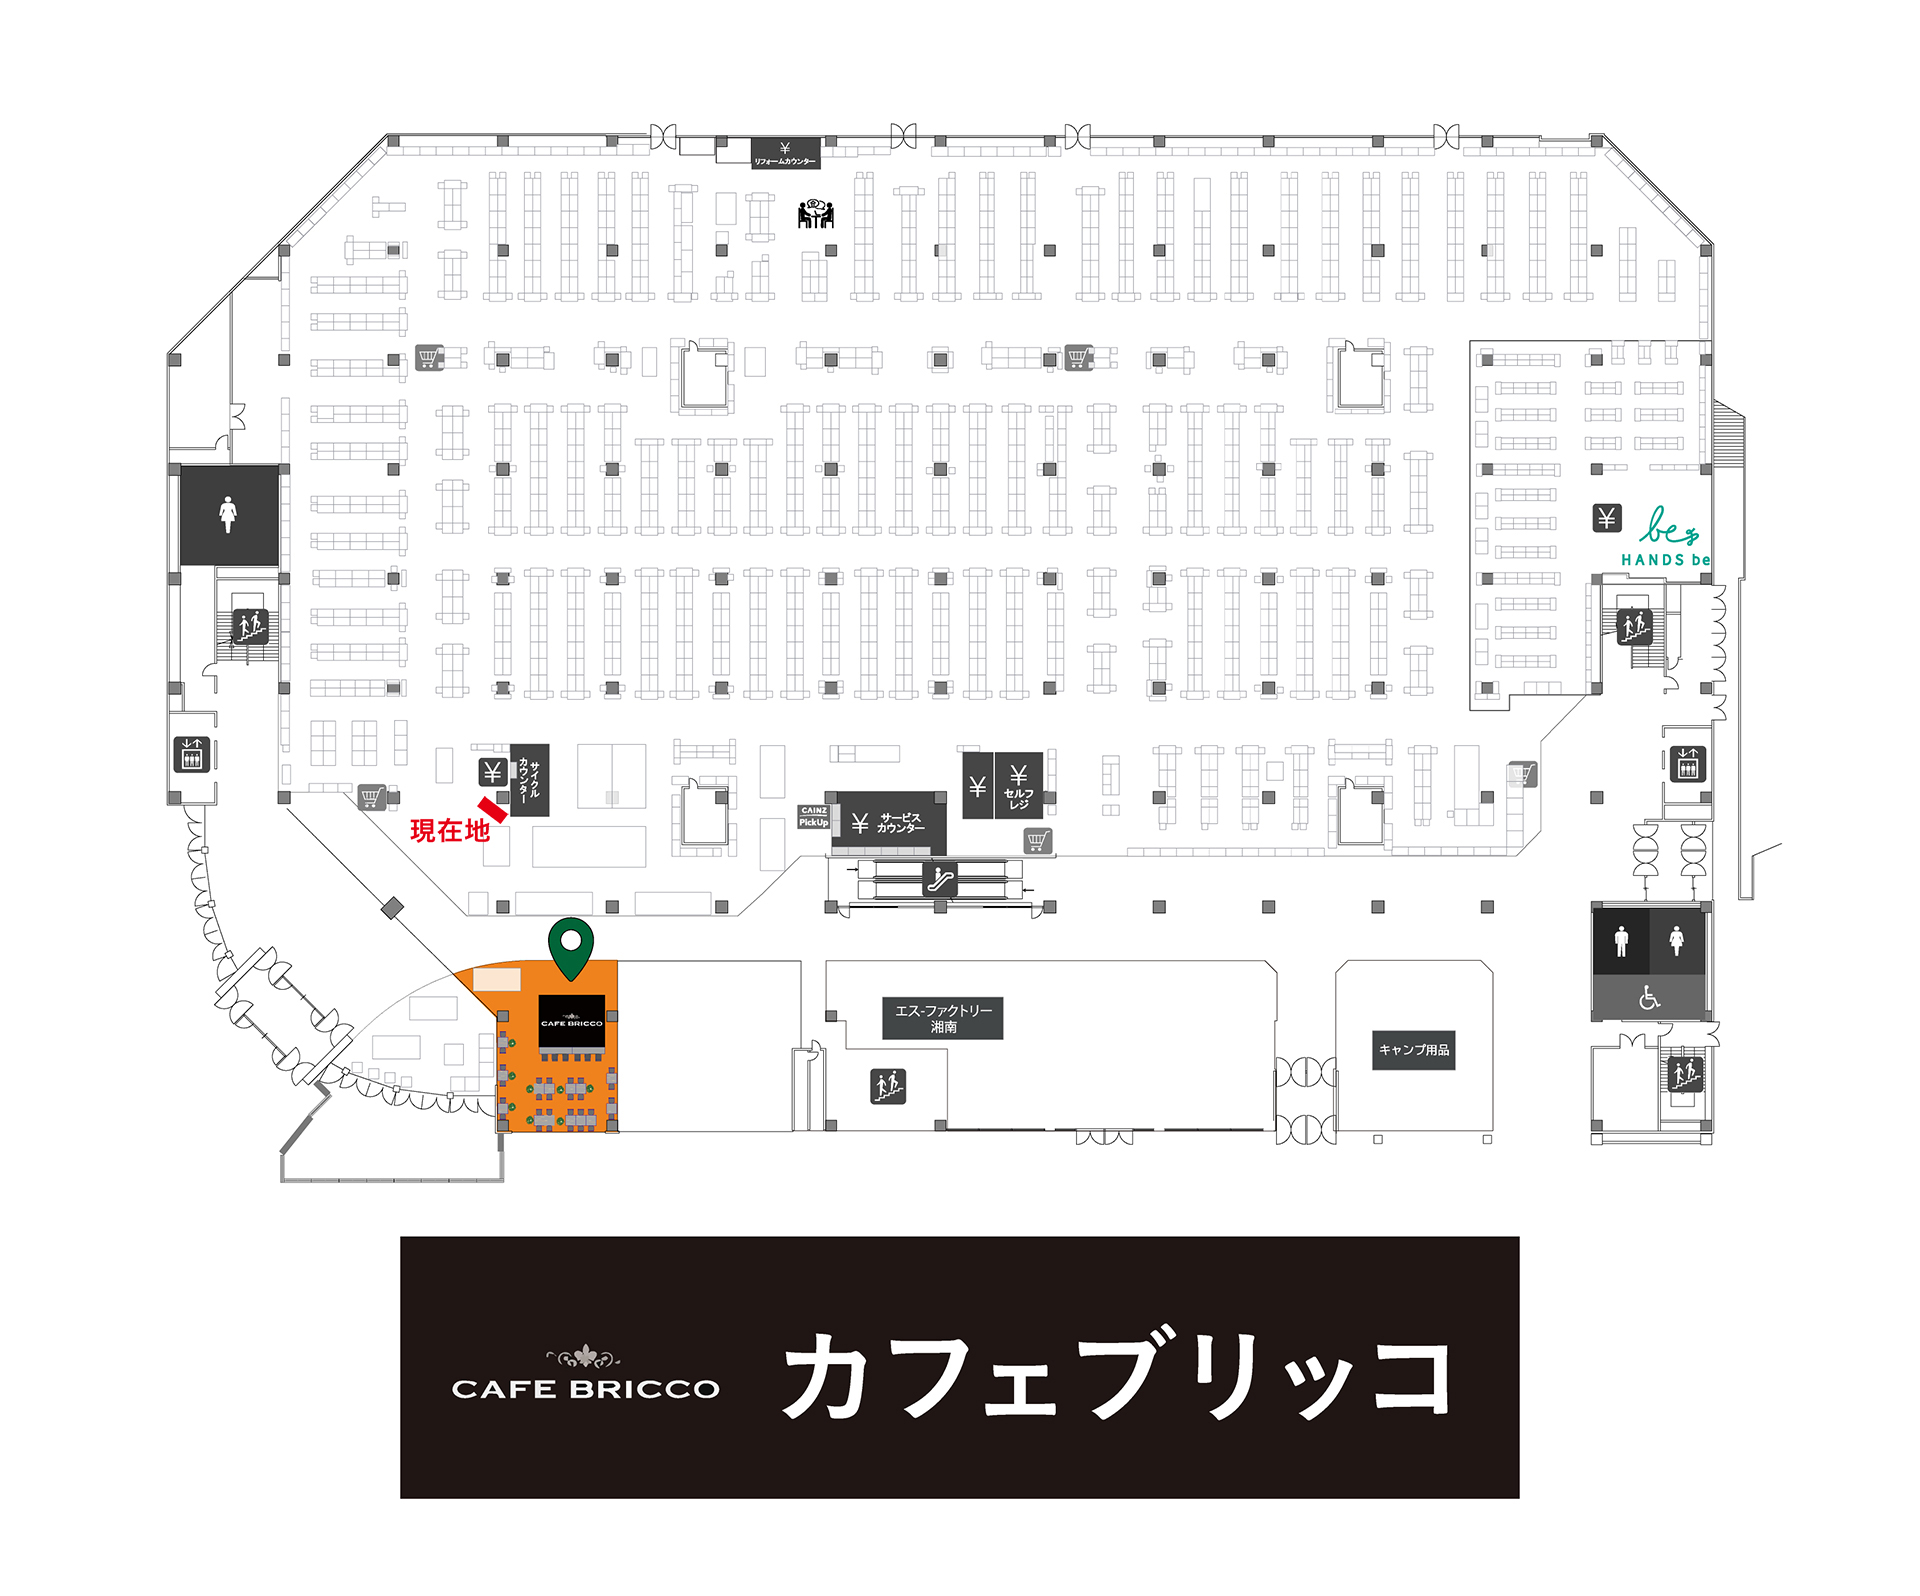 ¥
リフォームカウンター
¥
be
HANDS be
¥
サイクル
カウンター
現在地
CAINZ
PickUp
¥
サービス
カウンター
¥
¥
セルフ
レジ
CAFE BRICCO
エス-ファクトリー
湘南
キャンプ用品
CAFE BRICCO
カフェブリッコ